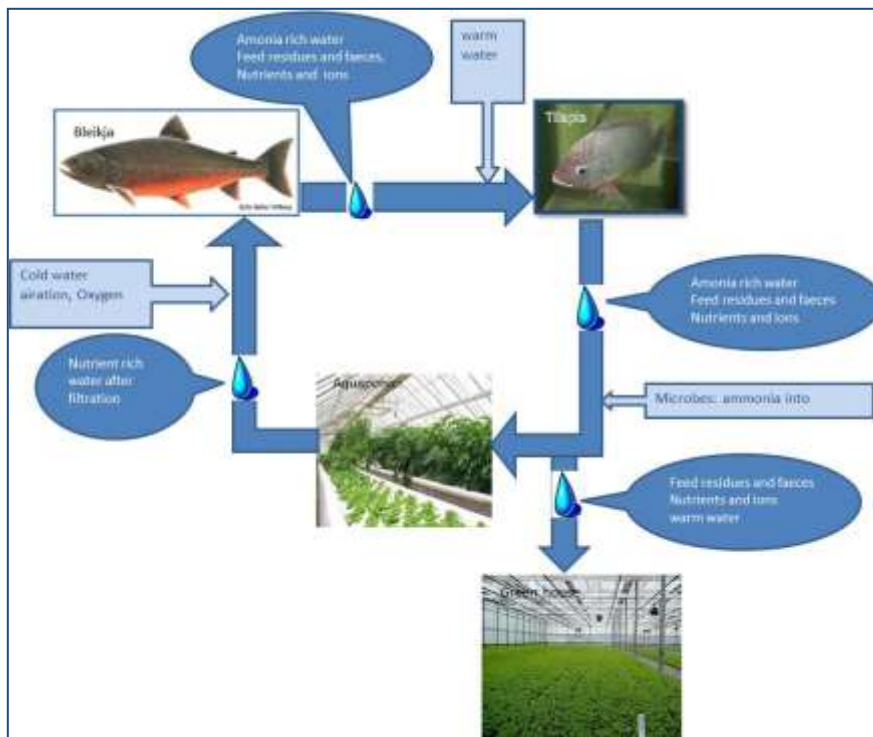 Amonia rich water
Feed residues and faeces,
Nutrients and ions
warm
water
Bleikja
Tilapia
Cold water
airation, Oxygen
Amonia rich water
Feed residues and faeces
Nutrients and ions
Nutrient rich
water after
filtration
Aquaponic
Microbes: ammonia into
Feed residues and faeces
Nutrients and ions
warm water
Green house